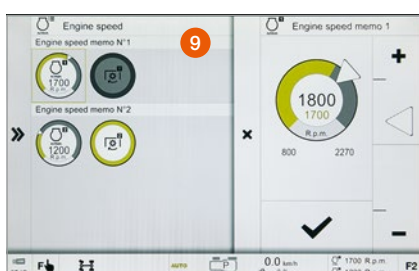 Engine speed
Engine speed memo N°1
9
1700
R.p.m.
Engine speed memo N°2
1200
R.p.m.
Engine speed memo 1
+
1800
1700
R.p.m.
800 2270
-
F
AUTO
P
0.0 km/h
1700 R.p.m
F2